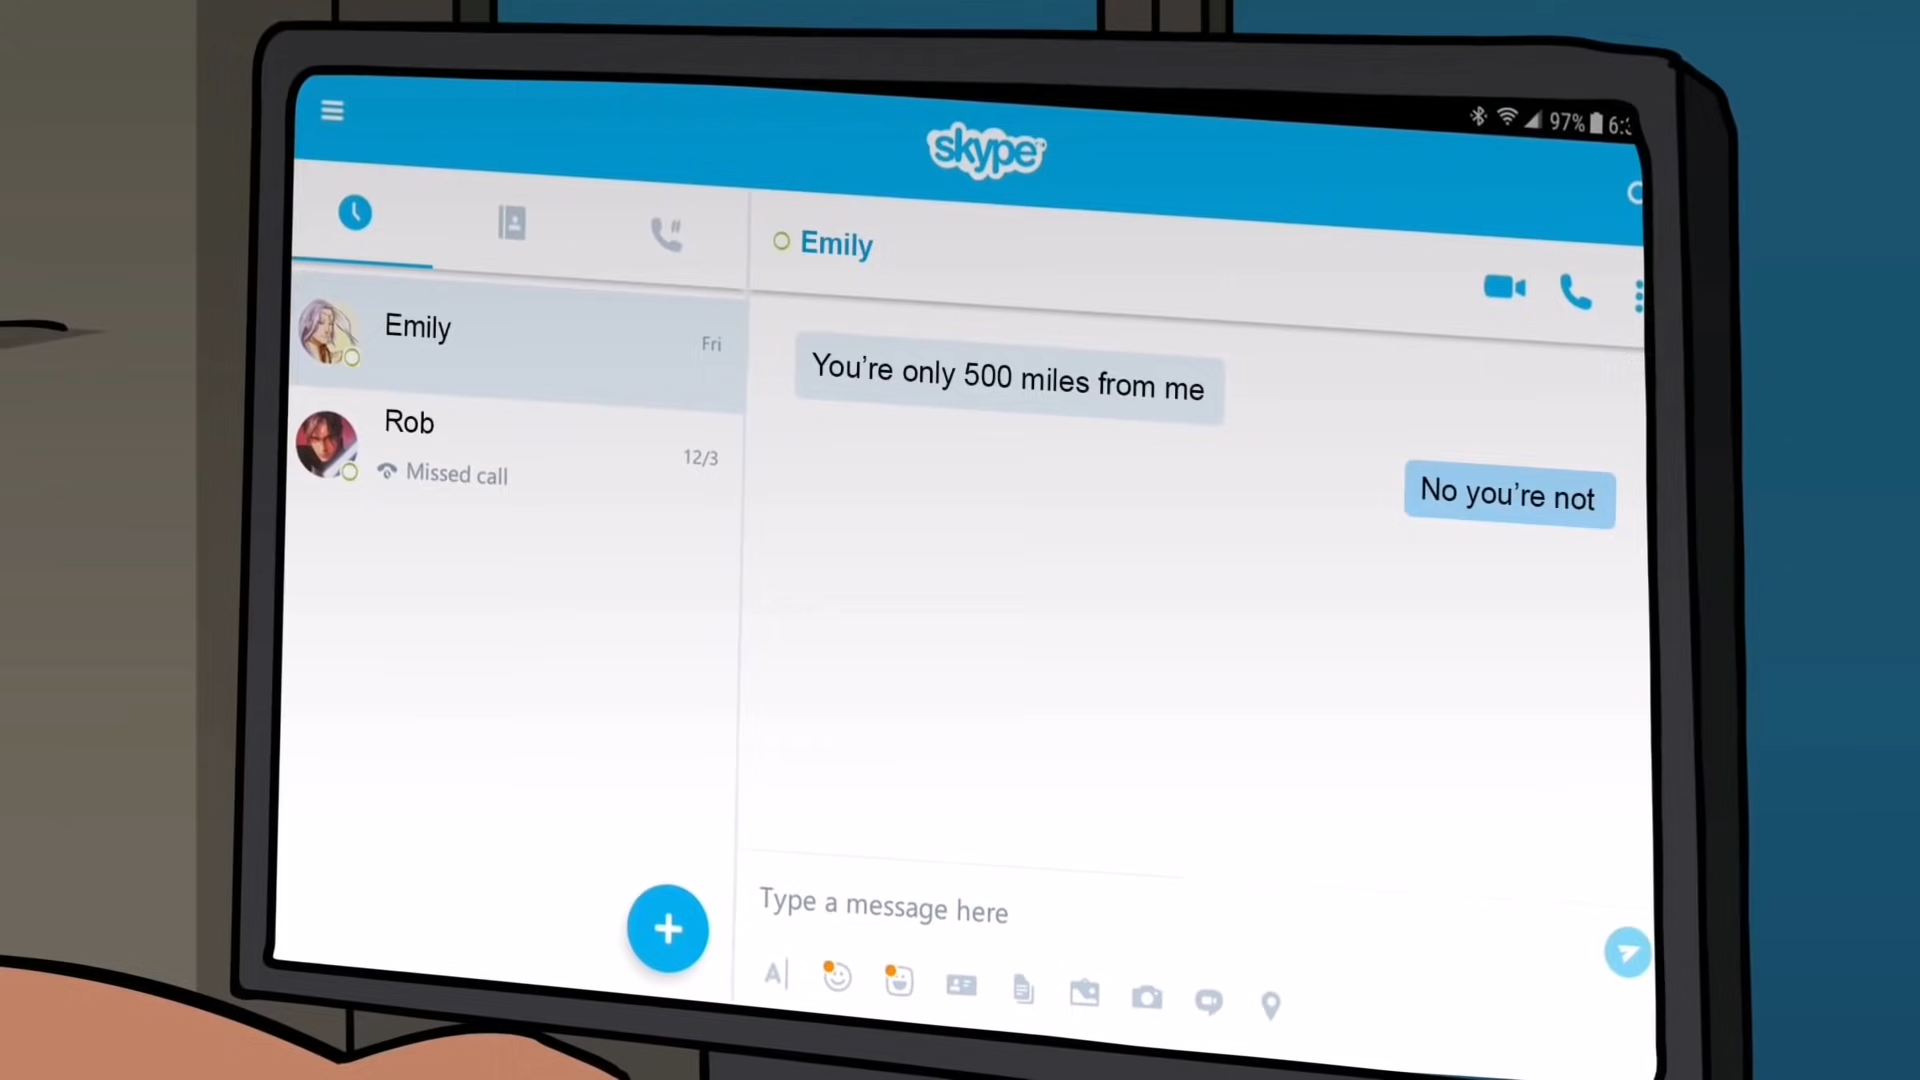 97% 6:3
skype
Emily
Emily
Fri
Rob
Missed call
12/3
You’re only 500 miles from me
No you’re not
Type a message here
A